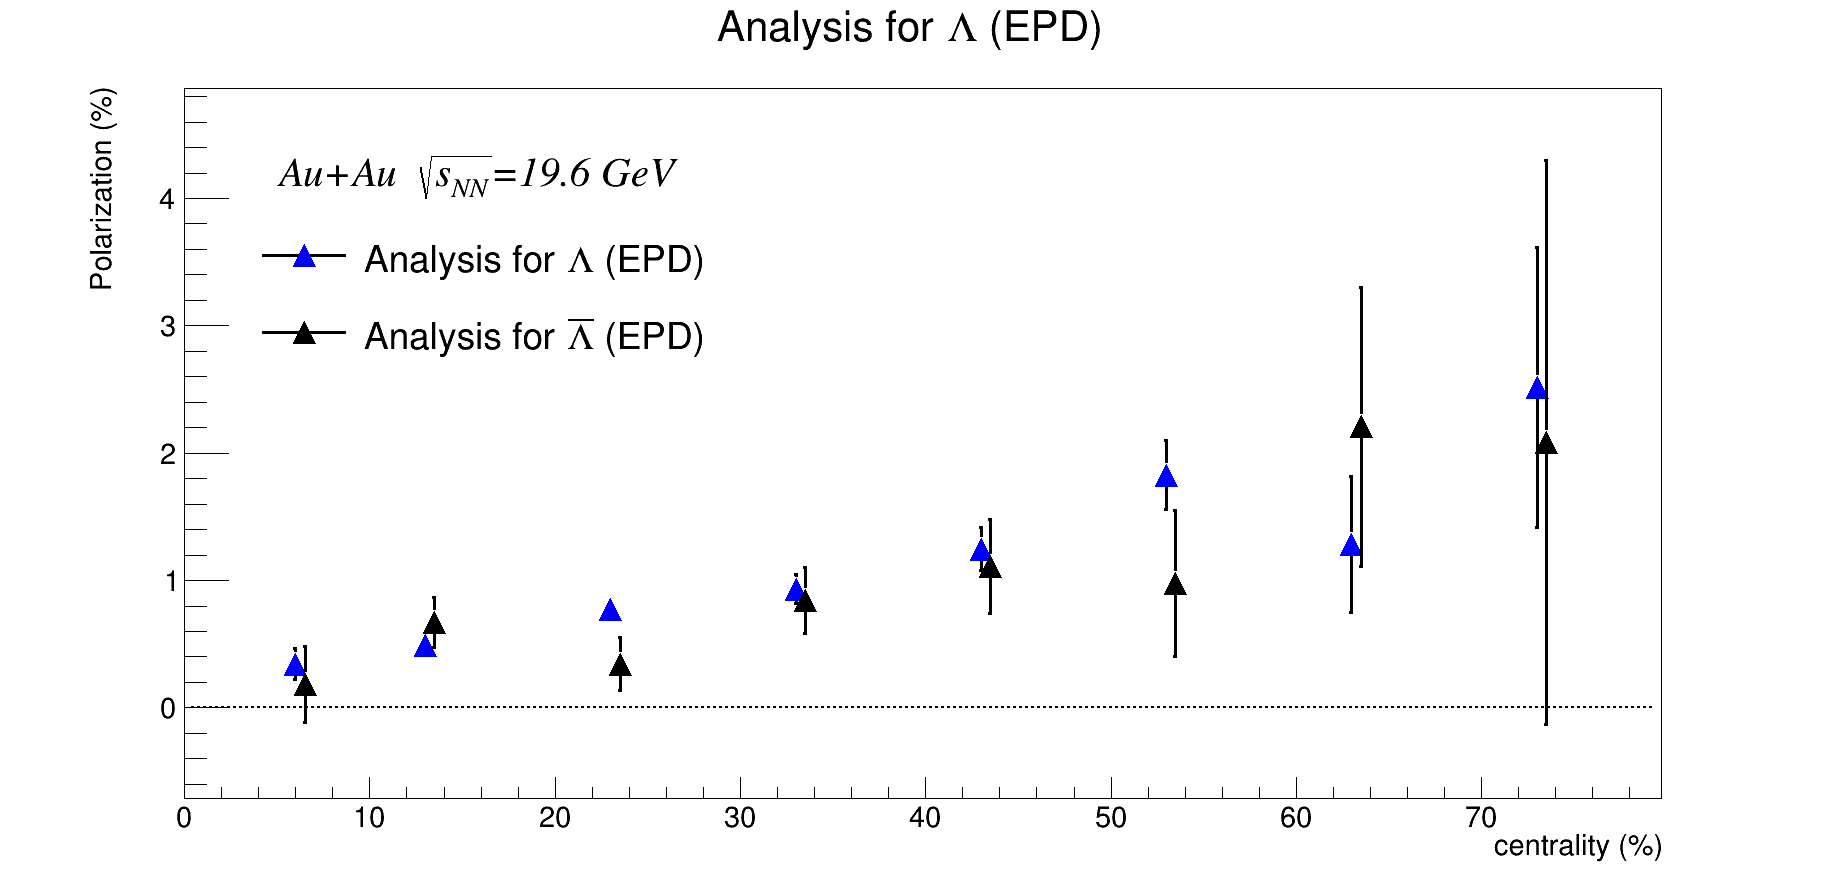 Analysis for Λ (EPD)
Polarization (%)
Au+Au √sNN=19.6 GeV
Analysis for Λ (EPD)
Analysis for Λ̅ (EPD)
4
3
2
1
0
0 10 20 30 40 50 60 70
centrality (%)